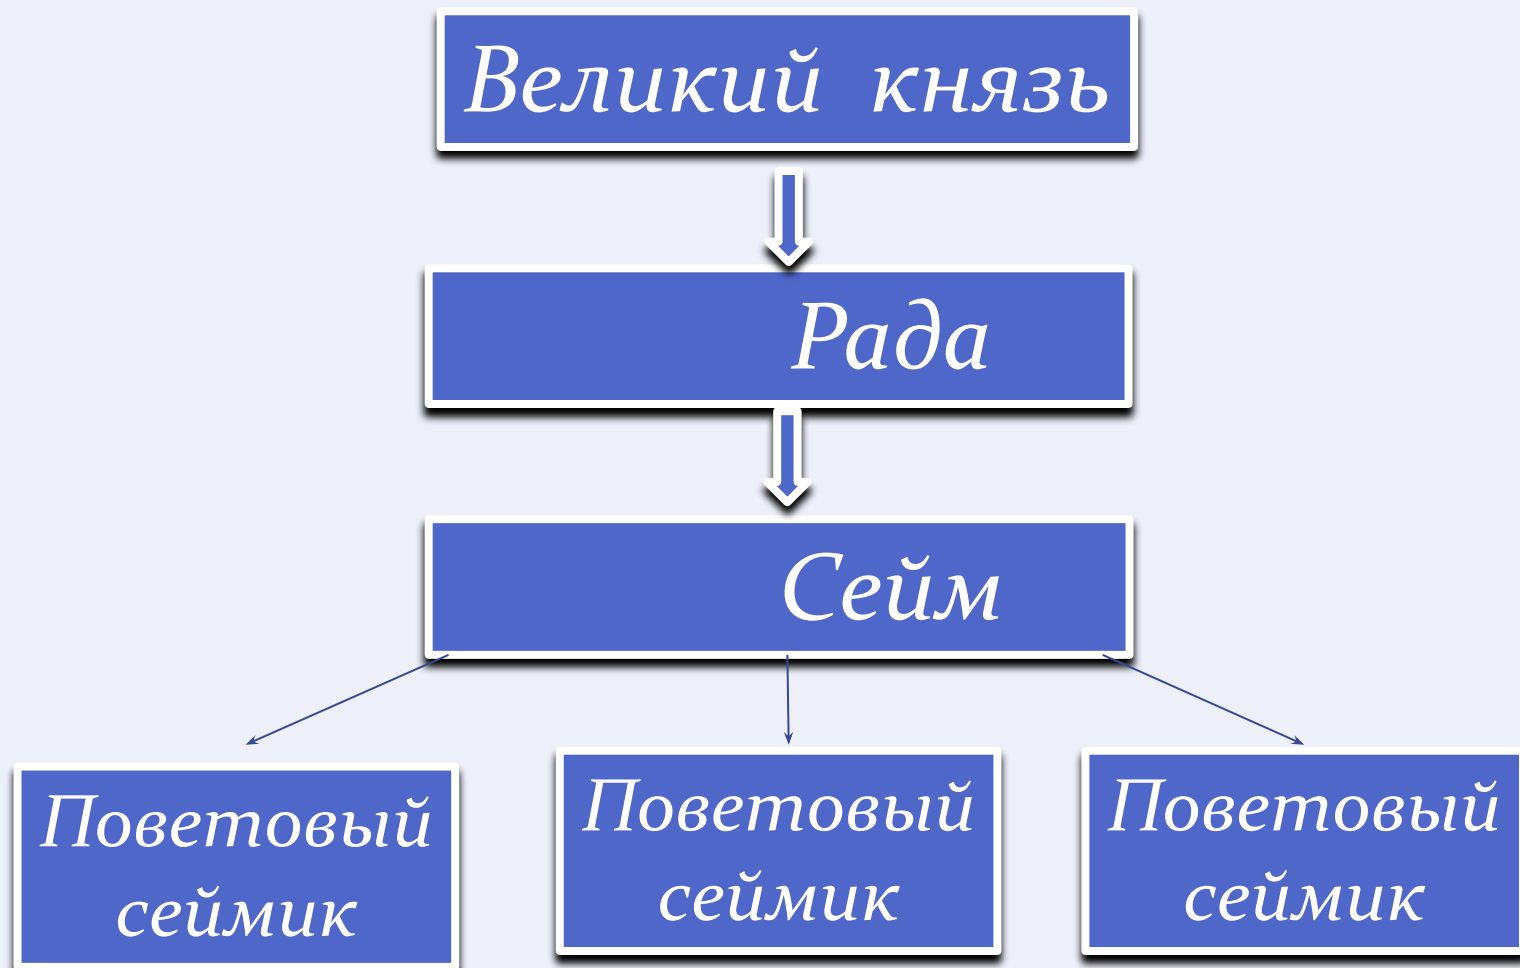 Великий князь
Рада
Сейм
Поветовый
сеймик
Поветовый
сеймик
Поветовый
сеймик